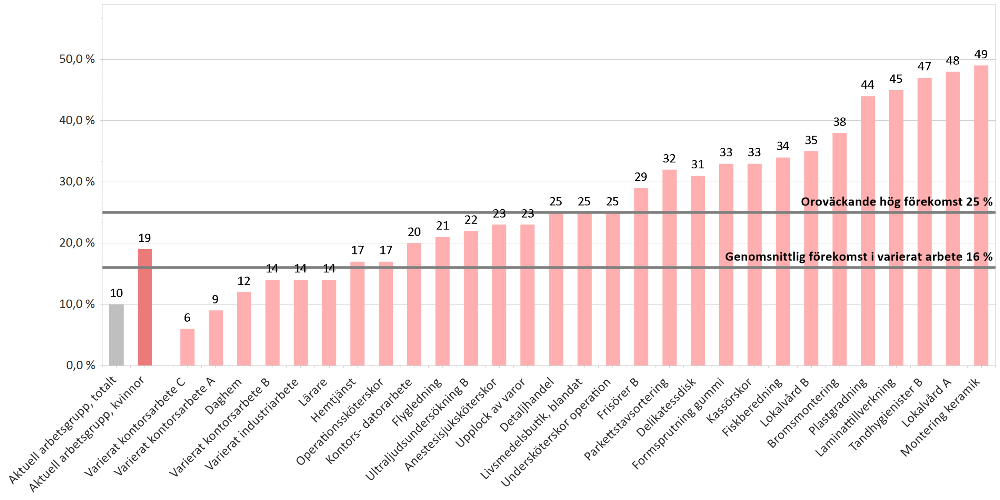 50,0 %
40,0 %
30,0 %
20,0 %
10,0 %
0,0 %
10
19
6
9
12
14
14
14
17
17
20
21
22
23
23
25
25
25
29
32
31
33
33
34
35
38
44
45
47
48
49
Oroväckande hög förekomst 25 %
Genomsnittlig förekomst i varierat arbete 16 %
Aktuell arbetsgrupp, totalt
Aktuell arbetsgrupp, kvinnor
Varierat kontorsarbete C
Varierat kontorsarbete A
Daghem
Varierat kontorsarbete B
Varierat industriarbete
Lärare
Hemtjänst
Operationssköterskor
Kontors- datorarbete
Flygledning
Ultraljudsundersökning B
Anestesisjuksköterskor
Upplock av varor
Detaljhandel
Livsmedelsbutik, blandat
Undersköterskor operation
Frisörer B
Parkettstavsortering
Delikatessdisk
Formsprutning gummi
Kassörskor
Fiskberedning
Lokalvård B
Bromsmontering
Plastgradning
Laminattillverkning
Tandhygienister B
Lokalvård A
Montering keramik